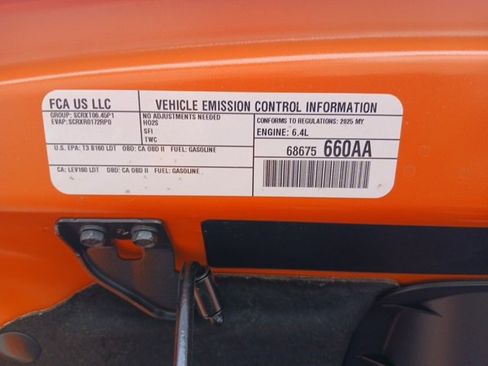 FCA US LLC
VEHICLE EMISSION CONTROL INFORMATION
GROUP: SCRXT06.45P1
EVAP:SCRXR0172RP0
NO ADJUSTMENTS NEEDED
HO2S
SFI
TWC
CONFORMS TO REGULATIONS: 2025 MY
ENGINE: 6.4L
U.S. EPA: T3 B160 LDT OBD: CA OBD II FUEL: GASOLINE
CA: LEV160 LDT OBD: CA OBD II FUEL: GASOLINE
68675 660AA